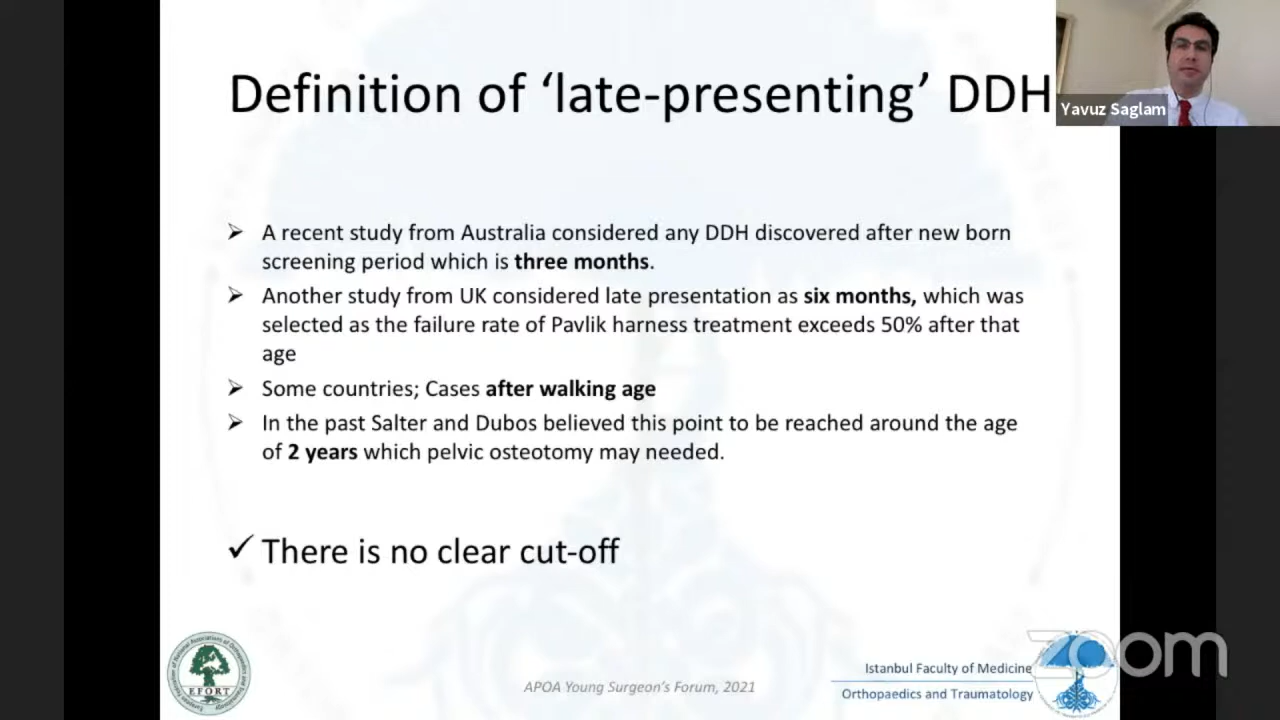 Definition of ‘late-presenting’ DDH
Yavuz Saglam
➢ A recent study from Australia considered any DDH discovered after new born
screening period which is three months.
➢ Another study from UK considered late presentation as six months, which was
selected as the failure rate of Pavlik harness treatment exceeds 50% after that
age
➢ Some countries; Cases after walking age
➢ In the past Salter and Dubos believed this point to be reached around the age
of 2 years which pelvic osteotomy may needed.
✓ There is no clear cut-off
EFORT
APOA Young Surgeon’s Forum, 2021
Istanbul Faculty of Medicine
Orthopaedics and Traumatology
zoom